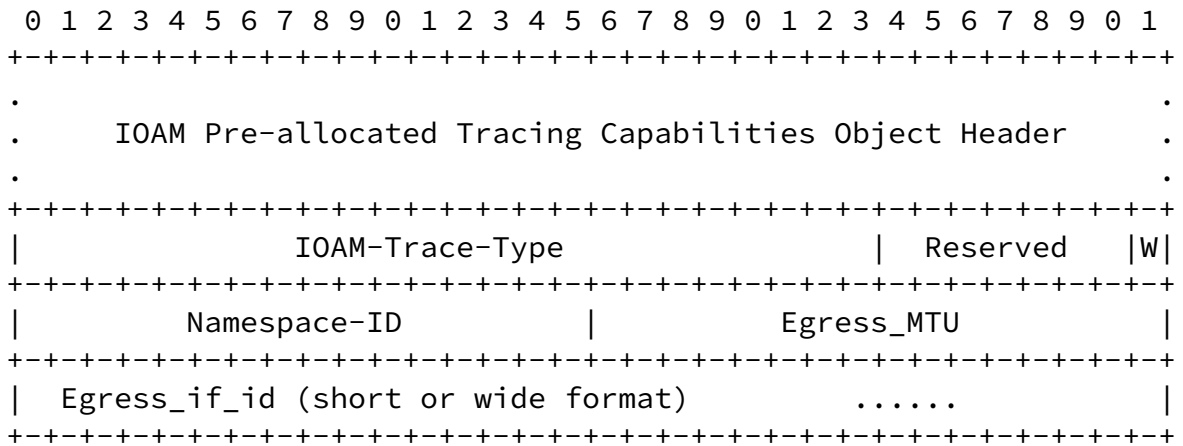 0 1 2 3 4 5 6 7 8 9 0 1 2 3 4 5 6 7 8 9 0 1 2 3 4 5 6 7 8 9 0 1
+-+-+-+-+-+-+-+-+-+-+-+-+-+-+-+-+-+-+-+-+-+-+-+-+-+-+-+-+-+-+-+-+
.                                                               .
.     IOAM Pre-allocated Tracing Capabilities Object Header     .
.                                                               .
+-+-+-+-+-+-+-+-+-+-+-+-+-+-+-+-+-+-+-+-+-+-+-+-+-+-+-+-+-+-+-+-+
|               IOAM-Trace-Type                 |  Reserved   |W|
+-+-+-+-+-+-+-+-+-+-+-+-+-+-+-+-+-+-+-+-+-+-+-+-+-+-+-+-+-+-+-+-+
|         Namespace-ID          |          Egress_MTU           |
+-+-+-+-+-+-+-+-+-+-+-+-+-+-+-+-+-+-+-+-+-+-+-+-+-+-+-+-+-+-+-+-+
|  Egress_if_id (short or wide format)         ......           |
+-+-+-+-+-+-+-+-+-+-+-+-+-+-+-+-+-+-+-+-+-+-+-+-+-+-+-+-+-+-+-+-+